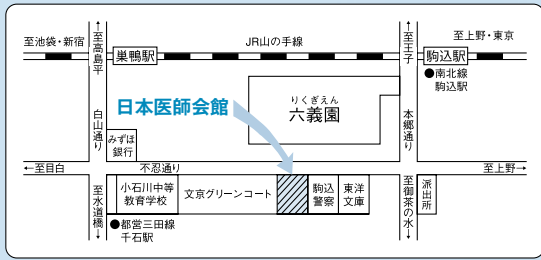 至池袋・新宿
至高島平
巣鴨駅
JR山の手線
至王子
至上野・東京
駒込駅
●南北線
駒込駅
りくぎえん
六義園
日本医師会館
白山通り
本郷通り
みずほ
銀行
←至目白
不忍通り
至上野→
至水道橋→
小石川中等
教育学校
文京グリーンコート
駒込
警察
東洋
文庫
至御茶の水→
派出所
●都営三田線
千石駅